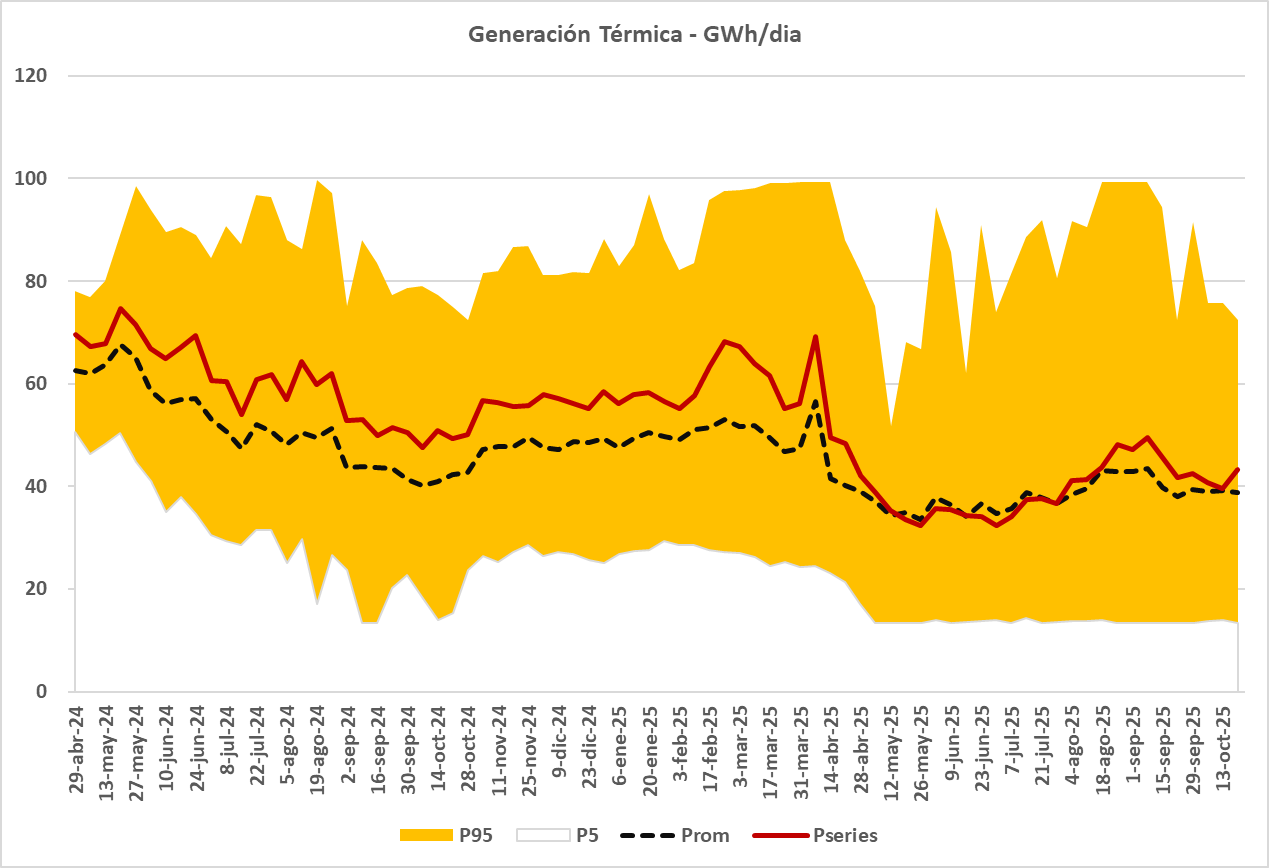 Generación Térmica - GWh/dia
120
100
80
60
40
20
0
29-abr-24
13-may-24
27-may-24
10-jun-24
24-jun-24
8-jul-24
22-jul-24
5-ago-24
19-ago-24
2-sep-24
16-sep-24
30-sep-24
14-oct-24
28-oct-24
11-nov-24
25-nov-24
9-dic-24
23-dic-24
6-ene-25
20-ene-25
3-feb-25
17-feb-25
3-mar-25
17-mar-25
31-mar-25
14-abr-25
28-abr-25
12-may-25
26-may-25
9-jun-25
23-jun-25
7-jul-25
21-jul-25
4-ago-25
18-ago-25
1-sep-25
15-sep-25
29-sep-25
13-oct-25
P95 P5 Prom Pseries